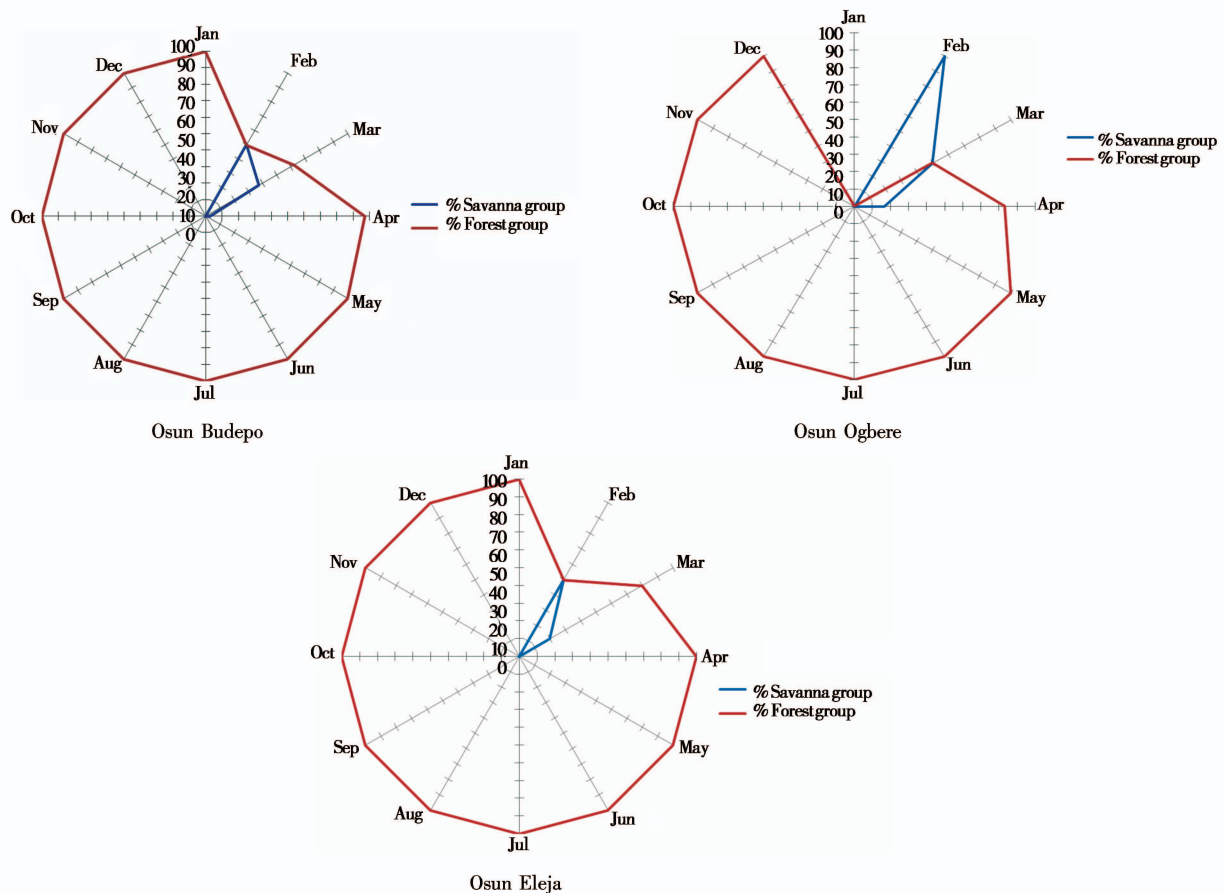 Jan
Feb
Mar
Apr
May
Jun
Jul
Aug
Sep
Oct
Nov
Dec
100
90
80
70
60
50
40
30
20
10
0
% Savanna group
% Forest group
Osun Budepo
Jan
Feb
Mar
Apr
May
Jun
Jul
Aug
Sep
Oct
Nov
Dec
100
90
80
70
60
50
40
30
20
10
0
% Savanna group
% Forest group
Osun Ogbere
Jan
Feb
Mar
Apr
May
Jun
Jul
Aug
Sep
Oct
Nov
Dec
100
90
80
70
60
50
40
30
20
10
0
% Savanna group
% Forest group
Osun Eleja